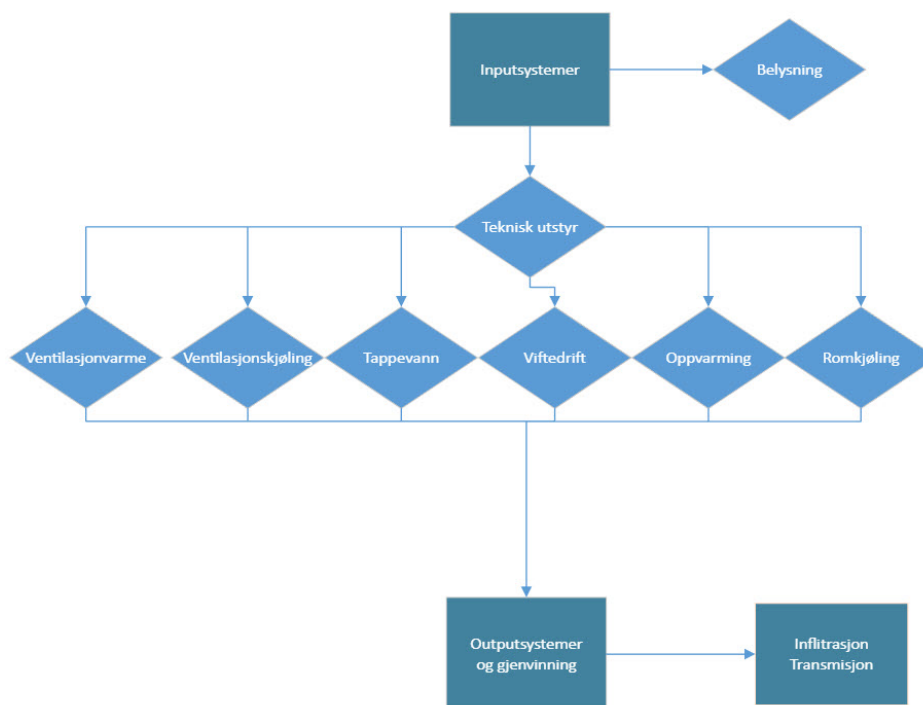 Inputsystemer
Belysning
Teknisk utstyr
Ventilasjonvarme
Ventilasjonskjøling
Tappevann
Viftedrift
Oppvarming
Romkjøling
Outputsystemer
og gjenvinning
Inflitrasjon
Transmisjon